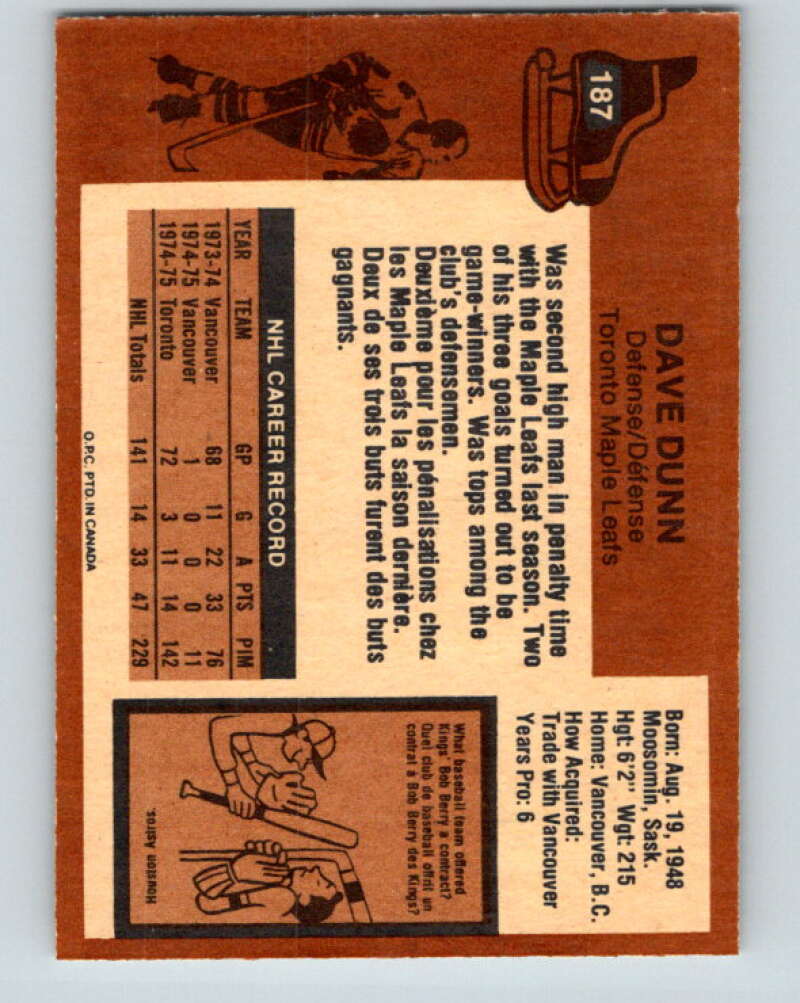 187
DAVE DUNN
Defense/Défense
Toronto Maple Leafs
Born: Aug. 19, 1948
Moosomin, Sask.
Hgt: 6'2" Wgt: 215
Home: Vancouver, B.C.
How Acquired:
Trade with Vancouver
Years Pro: 6
Was second high man in penalty time
with the Maple Leafs last season. Two
of his three goals turned out to be
game-winners. Was tops among the
club's defensemen.
Deuxième pour les pénalisations chez
les Maple Leafs la saison dernière.
Deux de ses trois buts furent des buts
gagnants.
NHL CAREER RECORD
YEAR TEAM GP G A PTS PIM
1973-74 Vancouver 68 11 22 33 76
1974-75 Vancouver 1 0 0 0 11
1974-75 Toronto 72 3 11 14 142
NHL Totals 141 14 33 47 229
What baseball team offered
Kings' Bob Berry a contract?
Quel club de baseball offrit un
contrat à Bob Berry des Kings?
Houston Astros.
O.P.C. PTD. IN CANADA